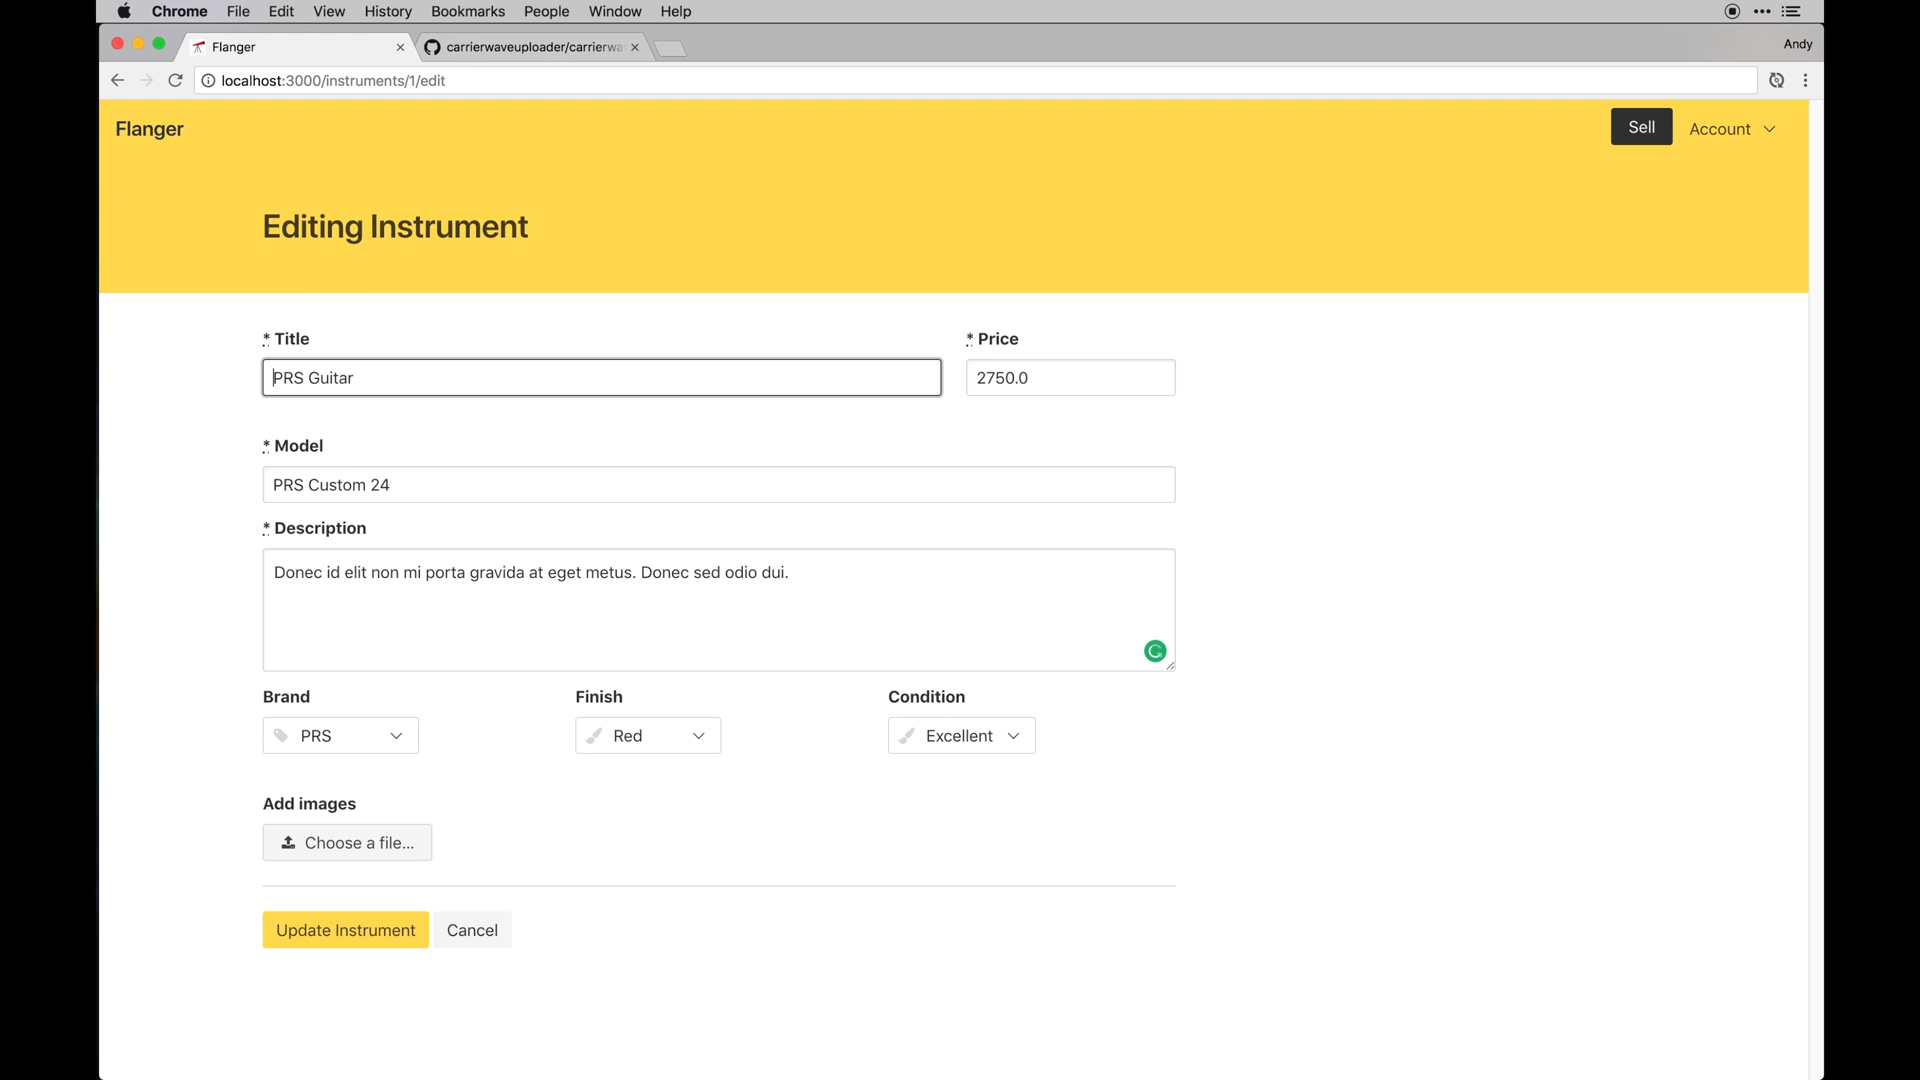 Chrome File Edit View History Bookmarks People Window Help
Flanger carrierwaveuploader/carrierwa Andy
localhost:3000/instruments/1/edit
Flanger Sell Account
Editing Instrument
* Title * Price
PRS Guitar 2750.0
* Model
PRS Custom 24
* Description
Donec id elit non mi porta gravida at eget metus. Donec sed odio dui.
Brand Finish Condition
PRS Red Excellent
Add images
Choose a file...
Update Instrument Cancel